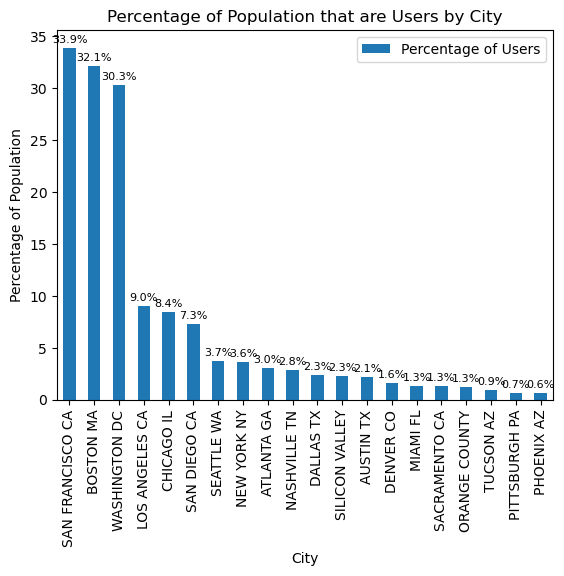 Percentage of Population that are Users by City
Percentage of Users
Percentage of Population
35
30
25
20
15
10
5
0
33.9%
32.1%
30.3%
9.0%
8.4%
7.3%
3.7%
3.6%
3.0%
2.8%
2.3%
2.3%
2.1%
1.6%
1.3%
1.3%
1.3%
0.9%
0.7%
0.6%
SAN FRANCISCO CA
BOSTON MA
WASHINGTON DC
LOS ANGELES CA
CHICAGO IL
SAN DIEGO CA
SEATTLE WA
NEW YORK NY
ATLANTA GA
NASHVILLE TN
DALLAS TX
SILICON VALLEY
AUSTIN TX
DENVER CO
MIAMI FL
SACRAMENTO CA
ORANGE COUNTY
TUCSON AZ
PITTSBURGH PA
PHOENIX AZ
City